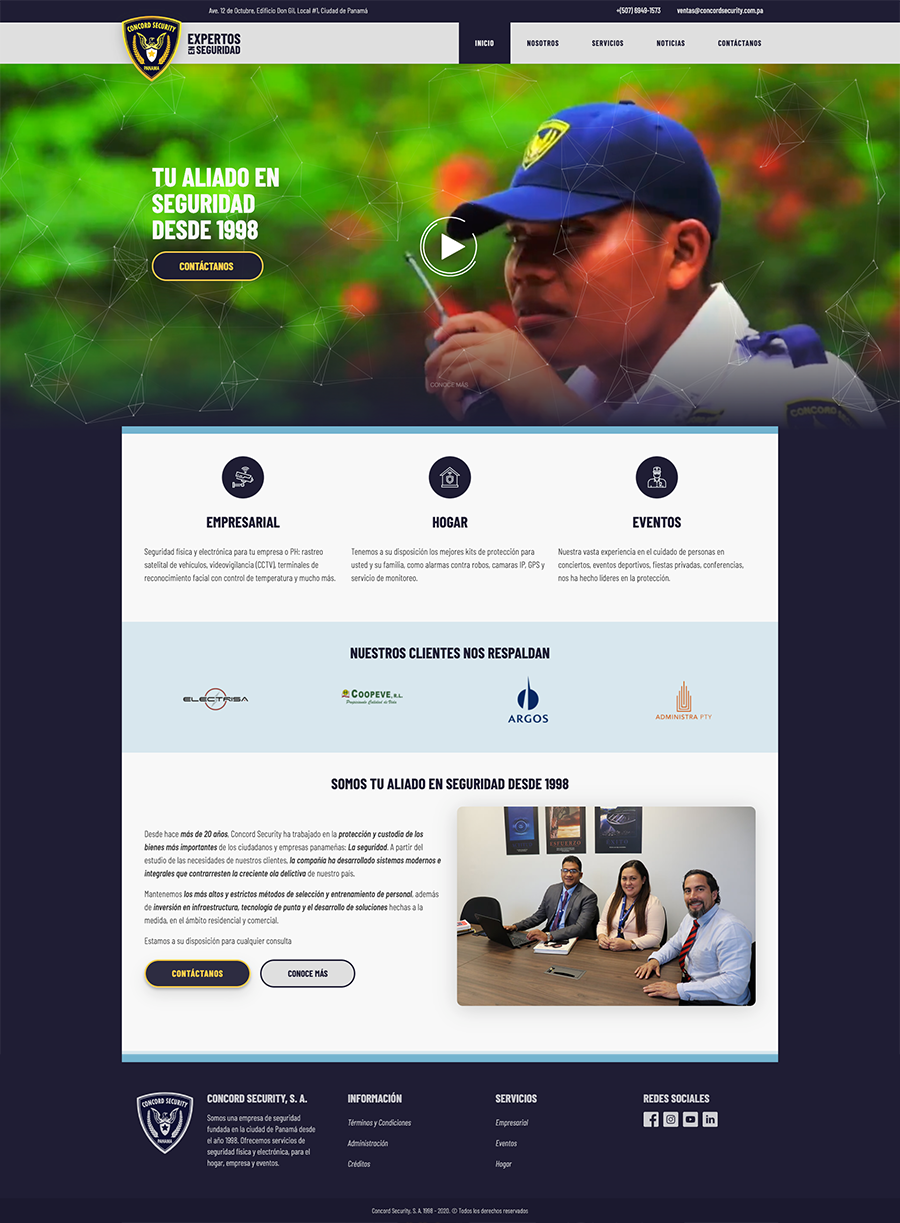 Ave. 12 de Octubre, Edificio Don Gil, Local #1, Ciudad de Panamá
+(507) 6949-1573
ventas@concordsecurity.com.pa
CONCORD SECURITY
PANAMÁ
EXPERTOS
EN SEGURIDAD
INICIO
NOSOTROS
SERVICIOS
NOTICIAS
CONTÁCTANOS
TU ALIADO EN
SEGURIDAD
DESDE 1998
CONTÁCTANOS
CONOCE MÁS
CONCORD
EMPRESARIAL
Seguridad física y electrónica para tu empresa o PH: rastreo
satelital de vehículos, videovigilancia (CCTV), terminales de
reconocimiento facial con control de temperatura y mucho más.
HOGAR
Tenemos a su disposición los mejores kits de protección para
usted y su familia, como alarmas contra robos, camaras IP, GPS y
servicio de monitoreo.
EVENTOS
Nuestra vasta experiencia en el cuidado de personas en
conciertos, eventos deportivos, fiestas privadas, conferencias,
nos ha hecho líderes en la protección.
NUESTROS CLIENTES NOS RESPALDAN
ELECTRISA
COOPEVE, R.L.
Propiciando Calidad de Vida
ARGOS
ADMINISTRA PTY
SOMOS TU ALIADO EN SEGURIDAD DESDE 1998
Desde hace más de 20 años, Concord Security ha trabajado en la protección y custodia de los
bienes más importantes de los ciudadanos y empresas panameñas: La seguridad. A partir del
estudio de las necesidades de nuestros clientes, la compañía ha desarrollado sistemas modernos e
integrales que contrarresten la creciente ola delictiva de nuestro país.
Mantenemos los más altos y estrictos métodos de selección y entrenamiento de personal, además
de inversión en infraestructura, tecnología de punta y el desarrollo de soluciones hechas a la
medida, en el ámbito residencial y comercial.
Estamos a su disposición para cualquier consulta
CONTÁCTANOS
CONOCE MÁS
ESFUERZO
CONCORD SECURITY
PANAMÁ
CONCORD SECURITY, S. A.
Somos una empresa de seguridad
fundada en la ciudad de Panamá desde
el año 1998. Ofrecemos servicios de
seguridad física y electrónica, para el
hogar, empresa y eventos.
INFORMACIÓN
Términos y Condiciones
Administración
Créditos
SERVICIOS
Empresarial
Eventos
Hogar
REDES SOCIALES
Concord Security, S. A. 1998 - 2020. © Todos los derechos reservados